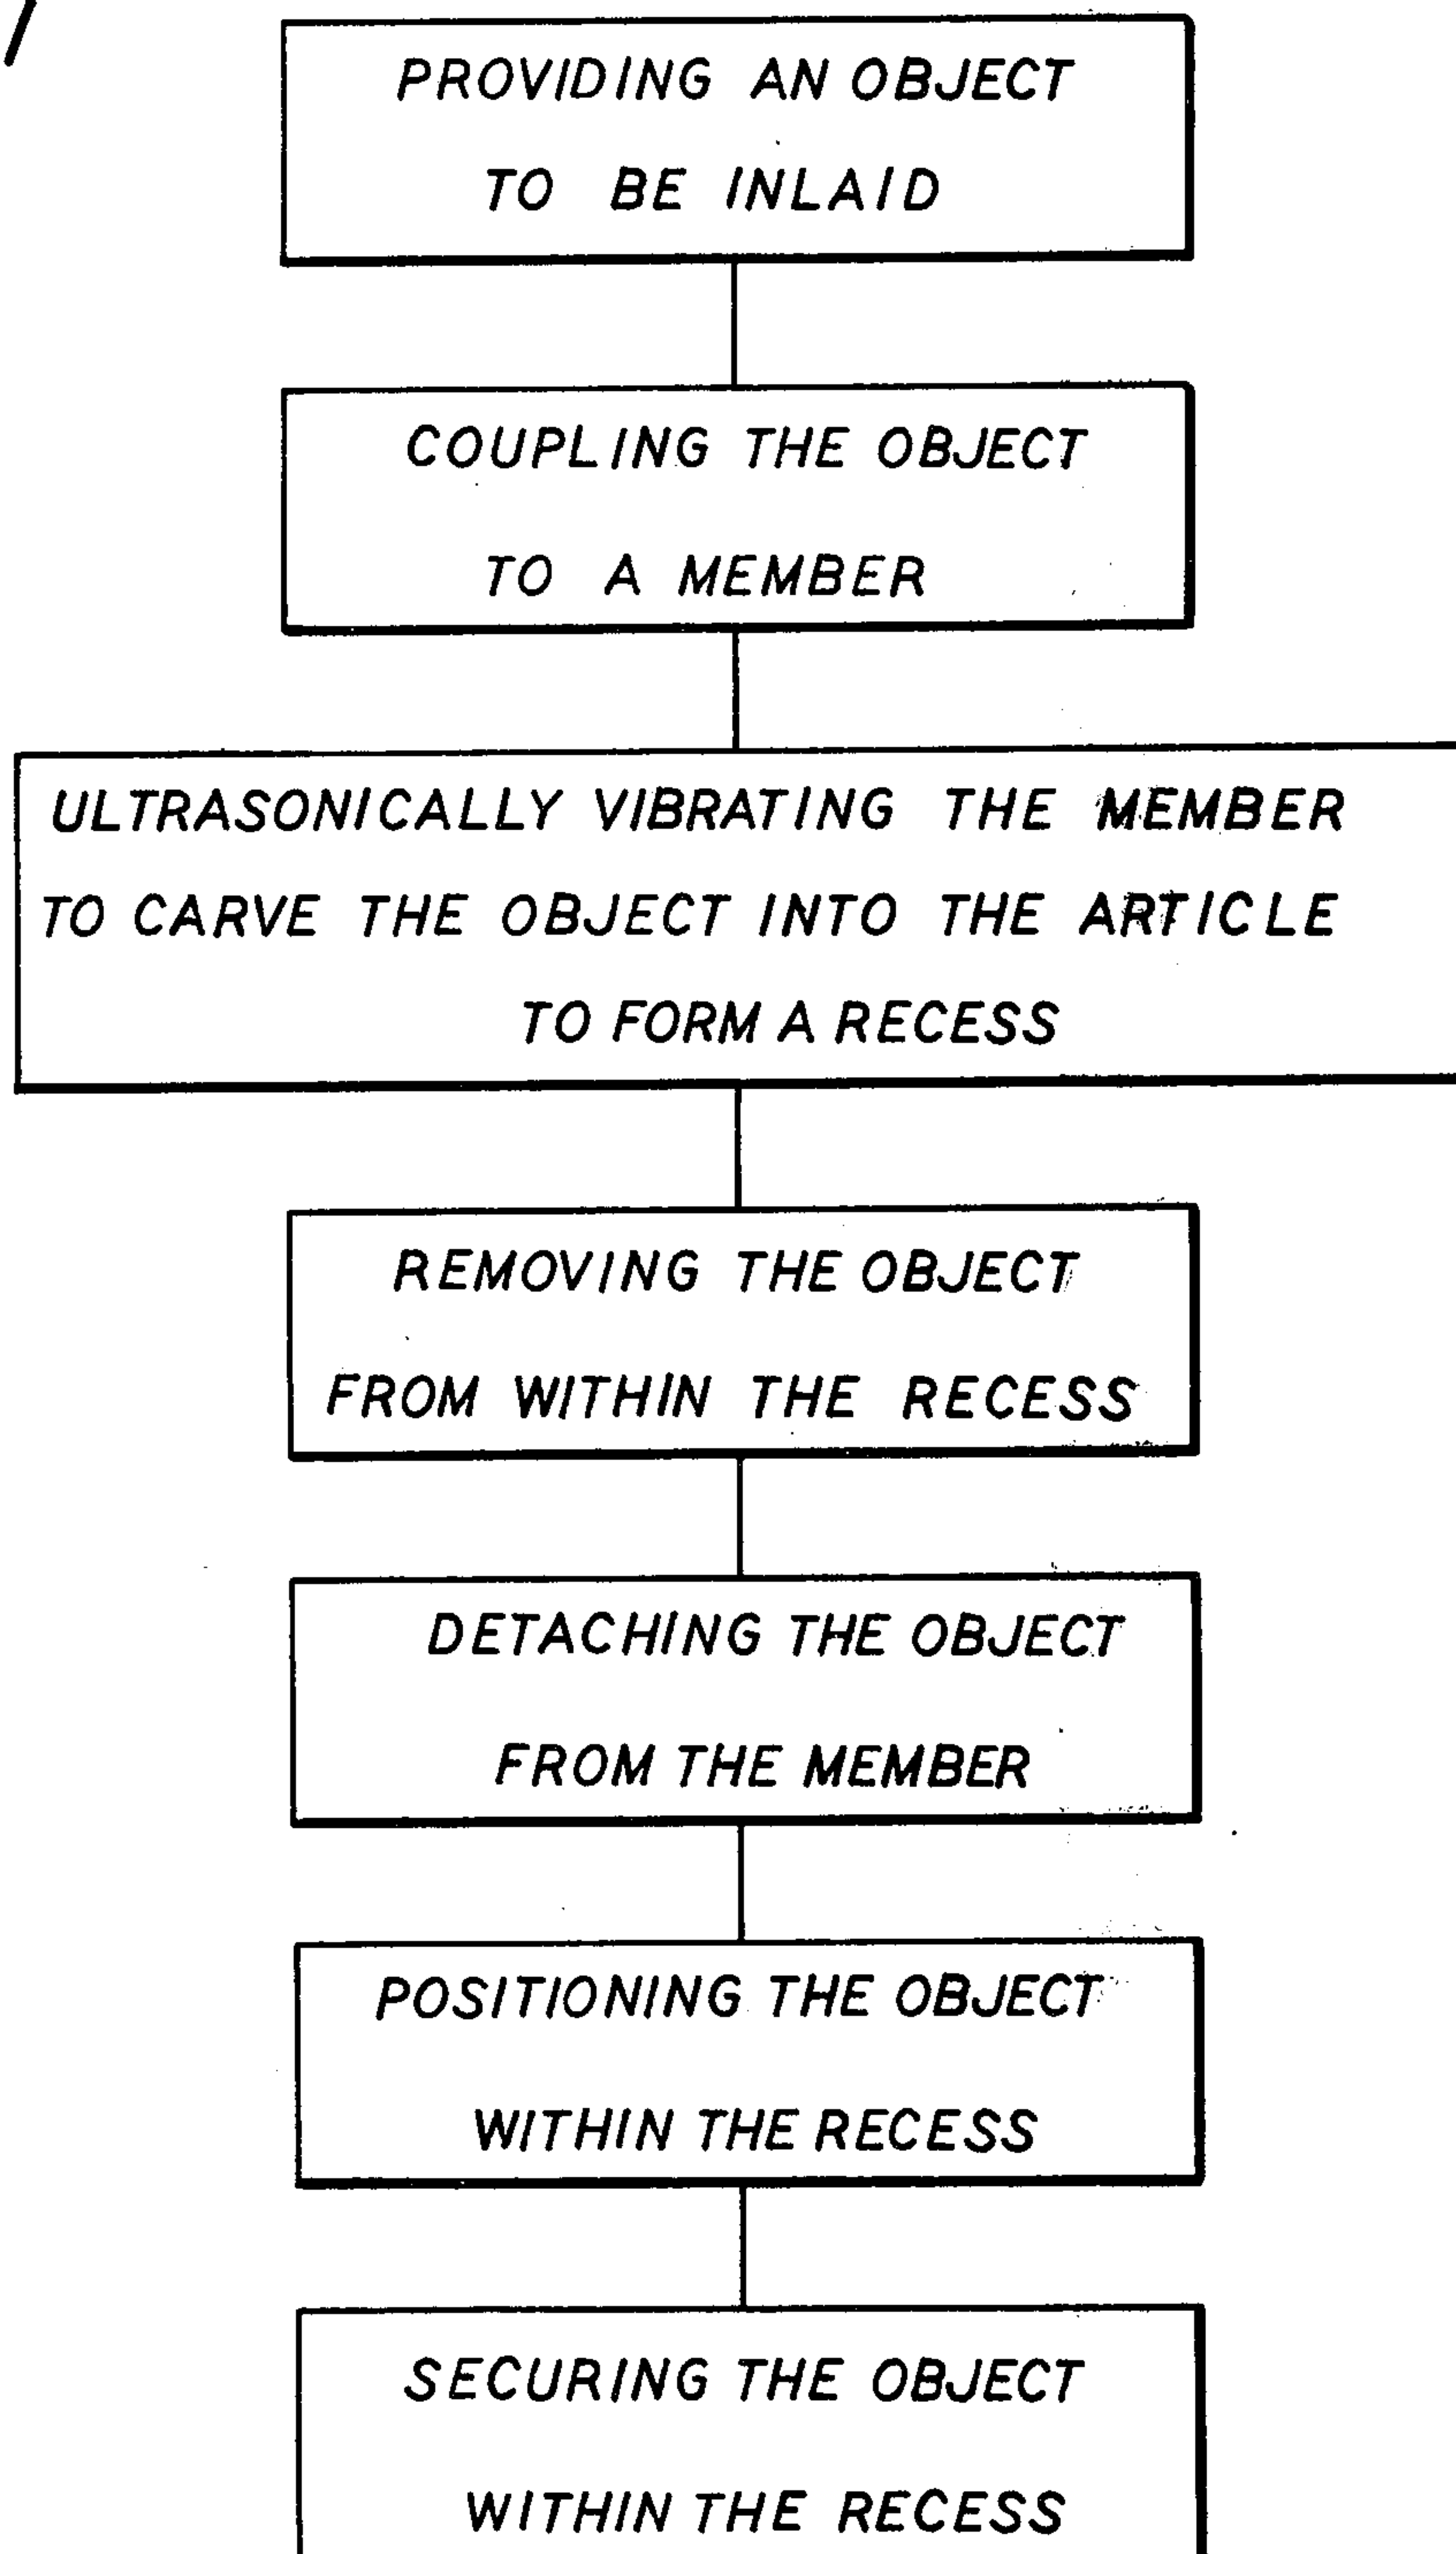 PROVIDING AN OBJECT
TO BE INLAID
COUPLING THE OBJECT
TO A MEMBER
ULTRASONICALLY VIBRATING THE MEMBER
TO CARVE THE OBJECT INTO THE ARTICLE
TO FORM A RECESS
REMOVING THE OBJECT
FROM WITHIN THE RECESS
DETACHING THE OBJECT
FROM THE MEMBER
POSITIONING THE OBJECT
WITHIN THE RECESS
SECURING THE OBJECT
WITHIN THE RECESS